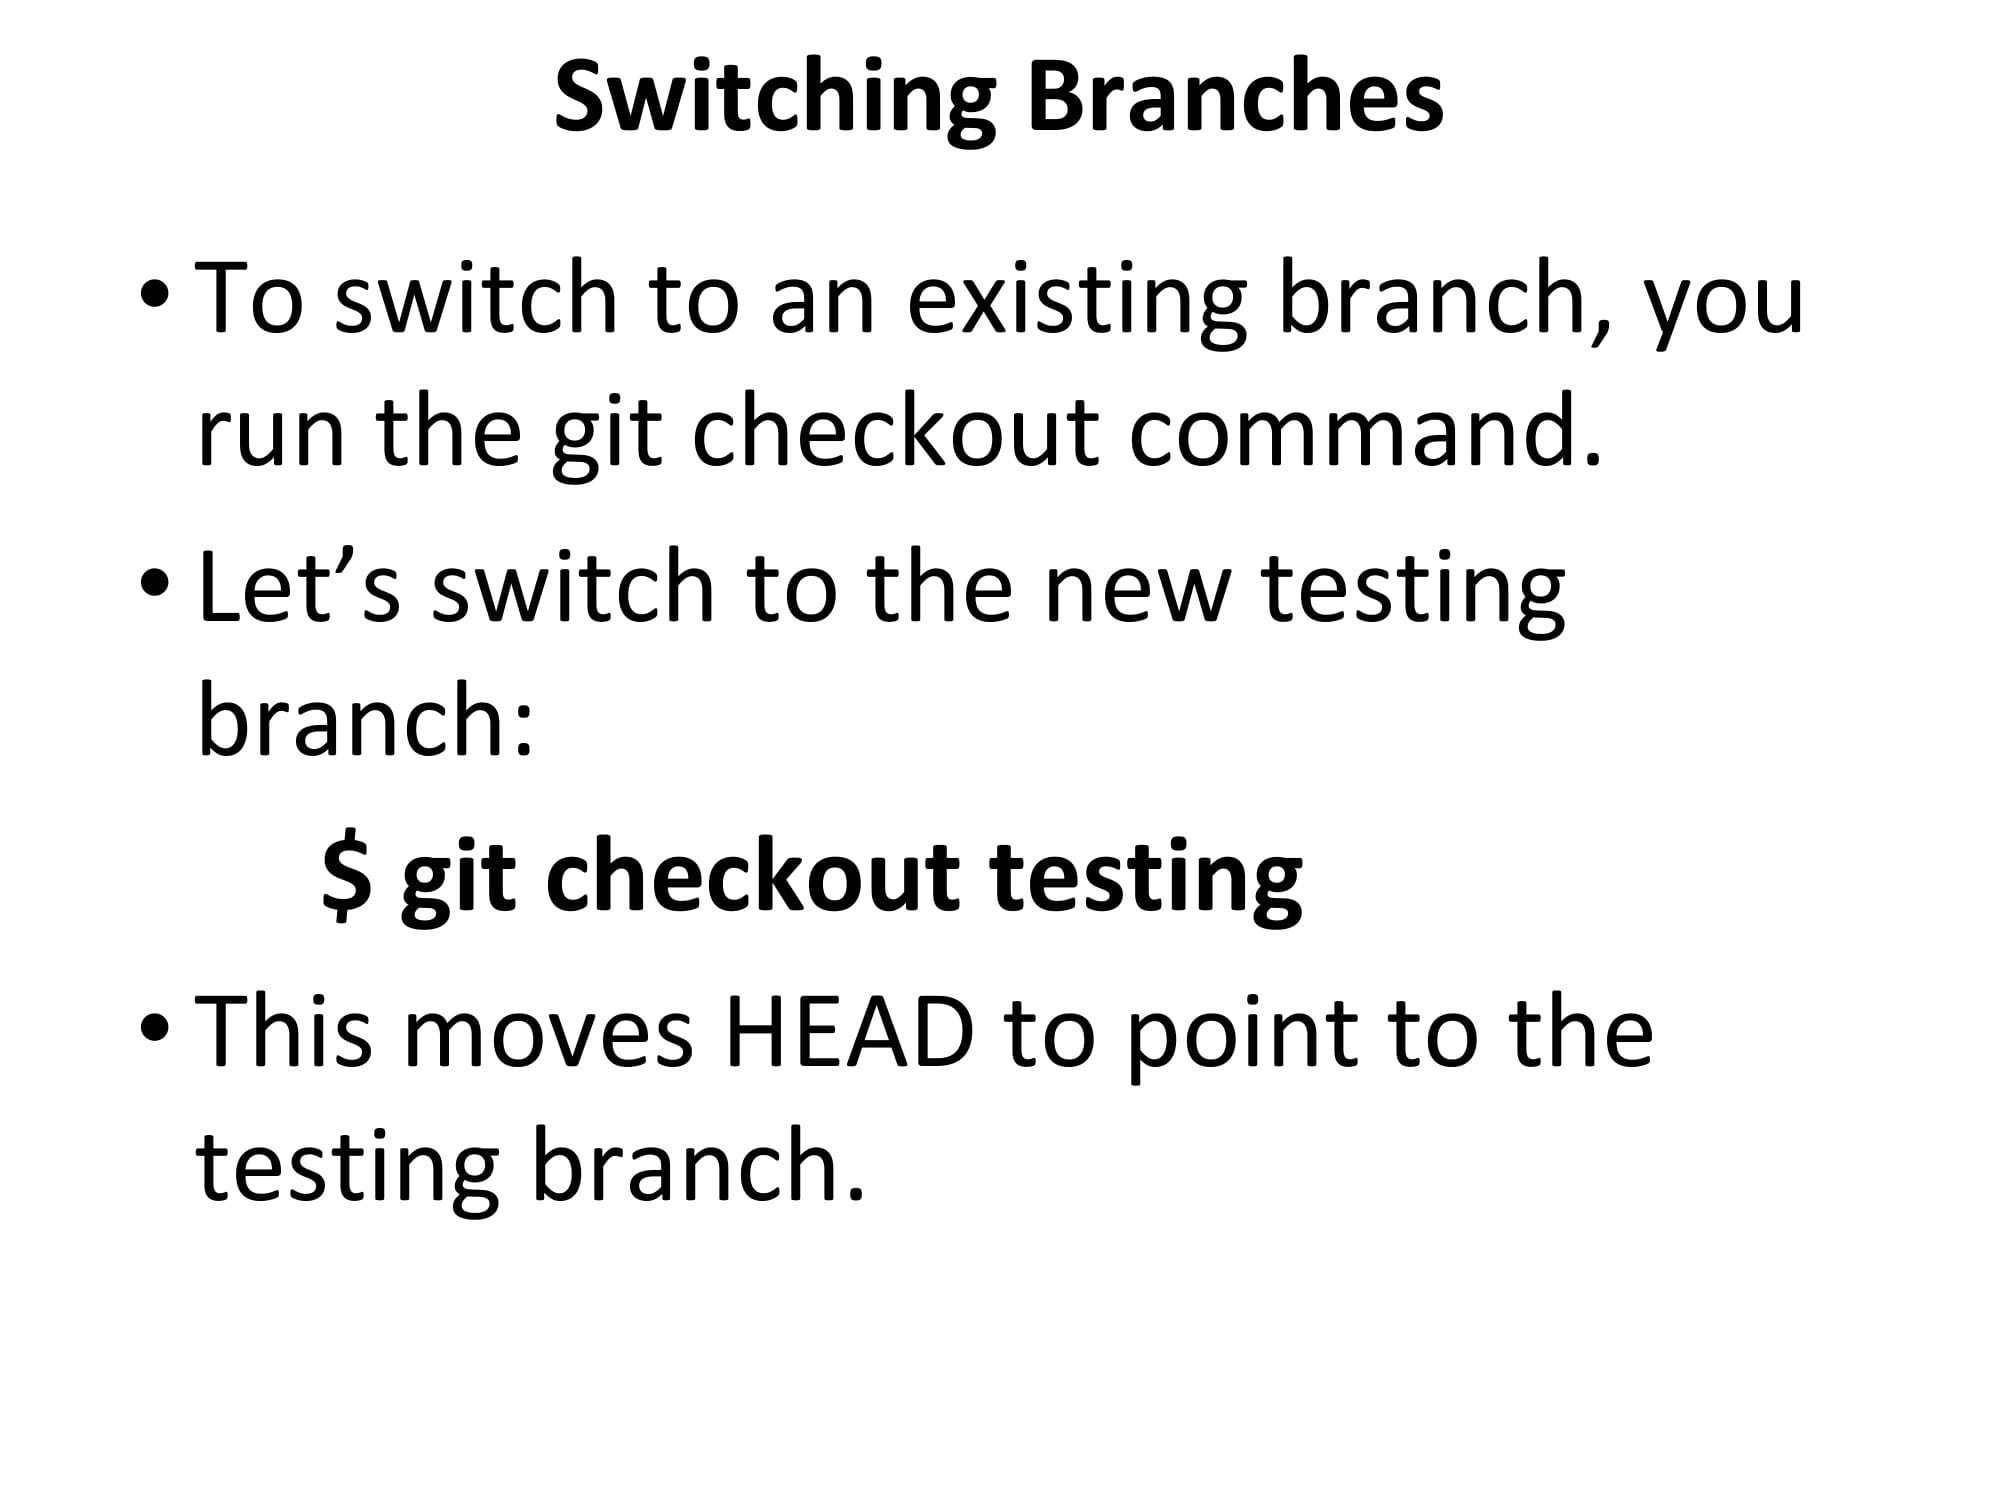 Switching Branches
• To switch to an existing branch, you
run the git checkout command.
• Let’s switch to the new testing
branch:
$ git checkout testing
• This moves HEAD to point to the
testing branch.